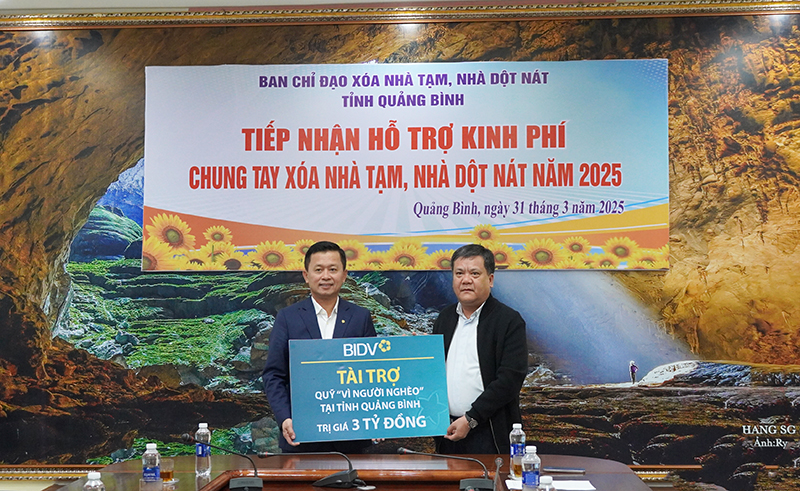 BAN CHỈ ĐẠO XÓA NHÀ TẠM, NHÀ DỘT NÁT
TỈNH QUẢNG BÌNH
TIẾP NHẬN HỖ TRỢ KINH PHÍ
CHUNG TAY XÓA NHÀ TẠM, NHÀ DỘT NÁT NĂM 2025
Quảng Bình, ngày 31 tháng 3 năm 2025
BIDV
TÀI TRỢ
QUỸ "VÌ NGƯỜI NGHÈO"
TẠI TỈNH QUẢNG BÌNH
TRỊ GIÁ 3 TỶ ĐỒNG
HANG SG
Ảnh:Ry